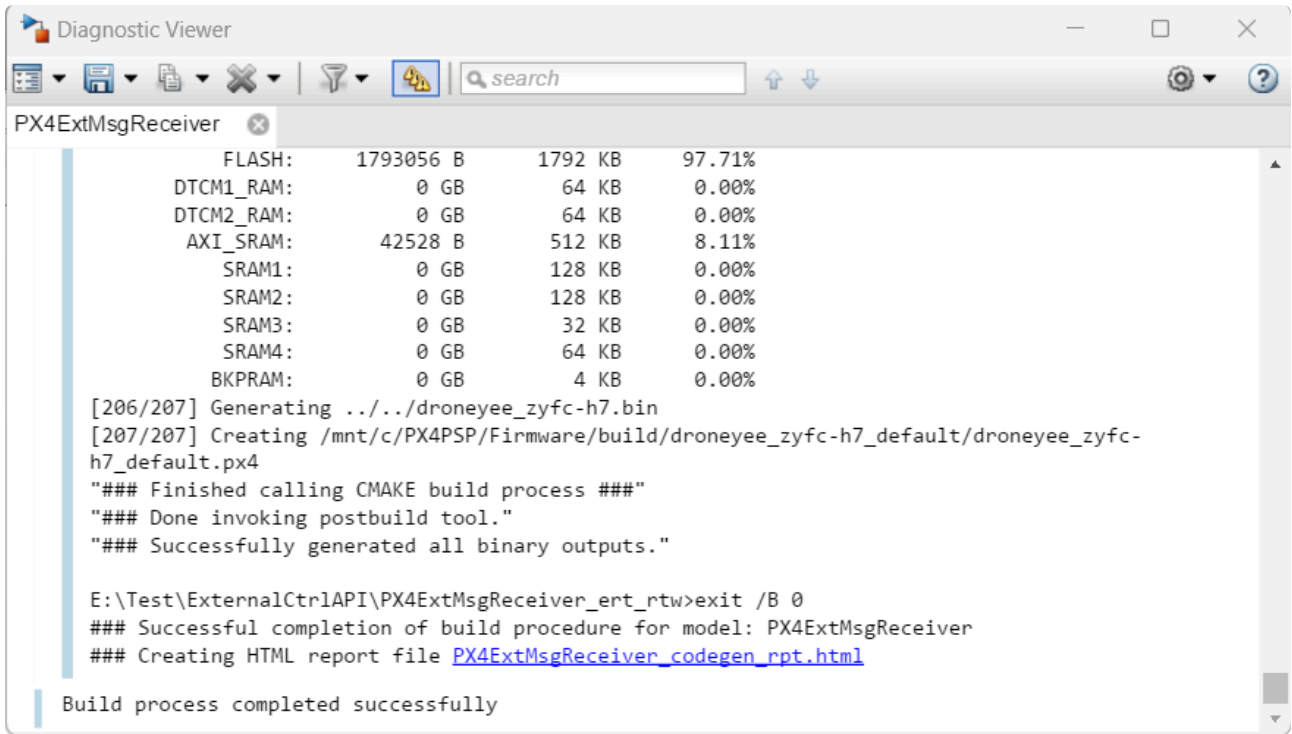 Diagnostic Viewer
search
PX4ExtMsgReceiver
FLASH: 1793056 B 1792 KB 97.71%
DTCM1_RAM: 0 GB 64 KB 0.00%
DTCM2_RAM: 0 GB 64 KB 0.00%
AXI_SRAM: 42528 B 512 KB 8.11%
SRAM1: 0 GB 128 KB 0.00%
SRAM2: 0 GB 128 KB 0.00%
SRAM3: 0 GB 32 KB 0.00%
SRAM4: 0 GB 64 KB 0.00%
BKPRAM: 0 GB 4 KB 0.00%
[206/207] Generating ../../droneyee_zyfc-h7.bin
[207/207] Creating /mnt/c/PX4PSP/Firmware/build/droneyee_zyfc-h7_default/droneyee_zyfc-
h7_default.px4
"### Finished calling CMAKE build process ###"
"### Done invoking postbuild tool."
"### Successfully generated all binary outputs."
E:\Test\ExternalCtrlAPI\PX4ExtMsgReceiver_ert_rtw>exit /B 0
### Successful completion of build procedure for model: PX4ExtMsgReceiver
### Creating HTML report file PX4ExtMsgReceiver_codegen_rpt.html
Build process completed successfully